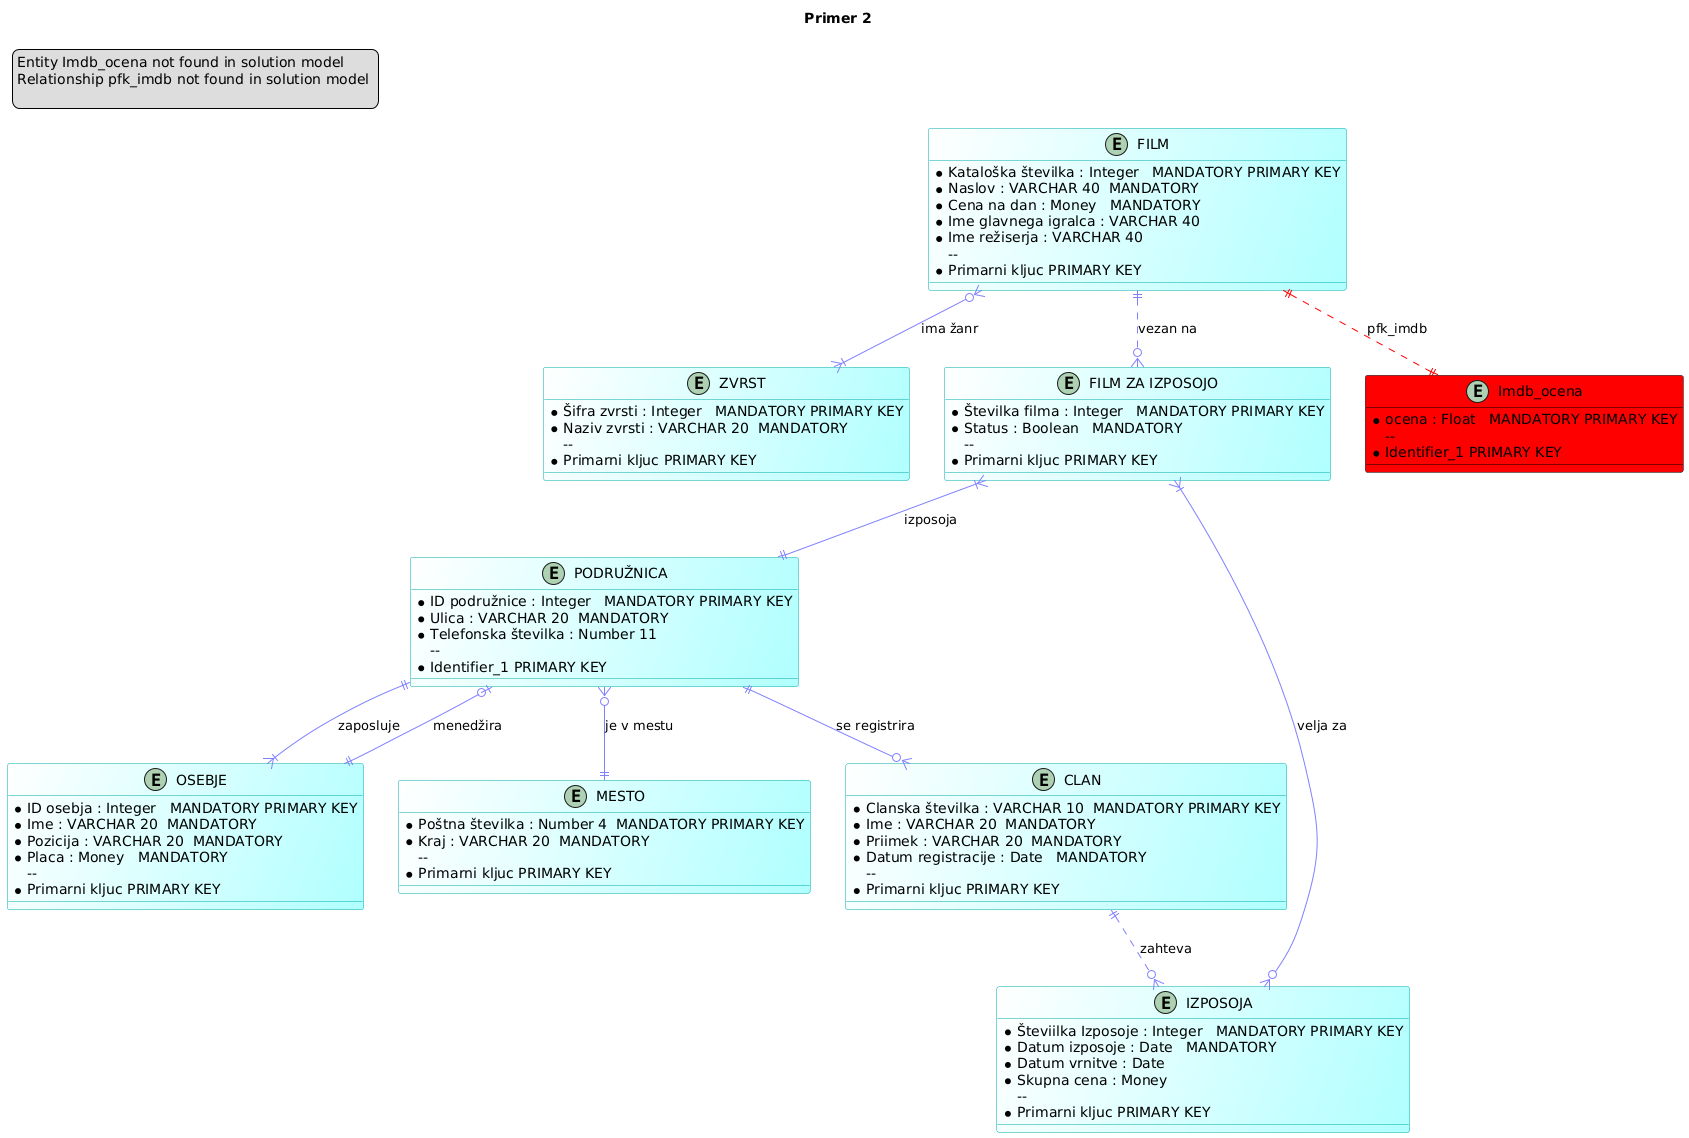 Primer 2
Entity Imdb_ocena not found in solution model
Relationship pfk_imdb not found in solution model
E FILM
Kataloška številka : Integer   MANDATORY PRIMARY KEY
Naslov : VARCHAR 40  MANDATORY
Cena na dan : Money   MANDATORY
Ime glavnega igralca : VARCHAR 40
Ime režiserja : VARCHAR 40
--
Primarni kljuc PRIMARY KEY
ima žanr
vezan na
pfk_imdb
E ZVRST
Šifra zvrsti : Integer   MANDATORY PRIMARY KEY
Naziv zvrsti : VARCHAR 20  MANDATORY
--
Primarni kljuc PRIMARY KEY
E FILM ZA IZPOSOJO
Številka filma : Integer   MANDATORY PRIMARY KEY
Status : Boolean   MANDATORY
--
Primarni kljuc PRIMARY KEY
E Imdb_ocena
ocena : Float   MANDATORY PRIMARY KEY
--
Identifier_1 PRIMARY KEY
izposoja
E PODRUŽNICA
ID podružnice : Integer   MANDATORY PRIMARY KEY
Ulica : VARCHAR 20  MANDATORY
Telefonska številka : Number 11
--
Identifier_1 PRIMARY KEY
zaposluje
menedžira
je v mestu
se registrira
velja za
E OSEBJE
ID osebja : Integer   MANDATORY PRIMARY KEY
Ime : VARCHAR 20  MANDATORY
Pozicija : VARCHAR 20  MANDATORY
Placa : Money   MANDATORY
--
Primarni kljuc PRIMARY KEY
E MESTO
Poštna številka : Number 4  MANDATORY PRIMARY KEY
Kraj : VARCHAR 20  MANDATORY
--
Primarni kljuc PRIMARY KEY
E CLAN
Clanska številka : VARCHAR 10  MANDATORY PRIMARY KEY
Ime : VARCHAR 20  MANDATORY
Priimek : VARCHAR 20  MANDATORY
Datum registracije : Date   MANDATORY
--
Primarni kljuc PRIMARY KEY
zahteva
E IZPOSOJA
Števiilka Izposoje : Integer   MANDATORY PRIMARY KEY
Datum izposoje : Date   MANDATORY
Datum vrnitve : Date
Skupna cena : Money
--
Primarni kljuc PRIMARY KEY